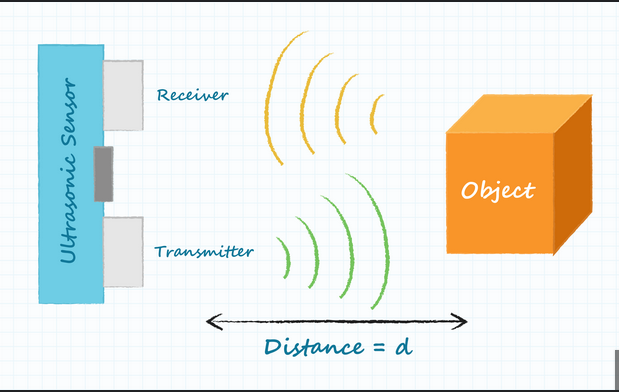 Ultrasonic Sensor
Receiver
Object
Transmitter
Distance = d